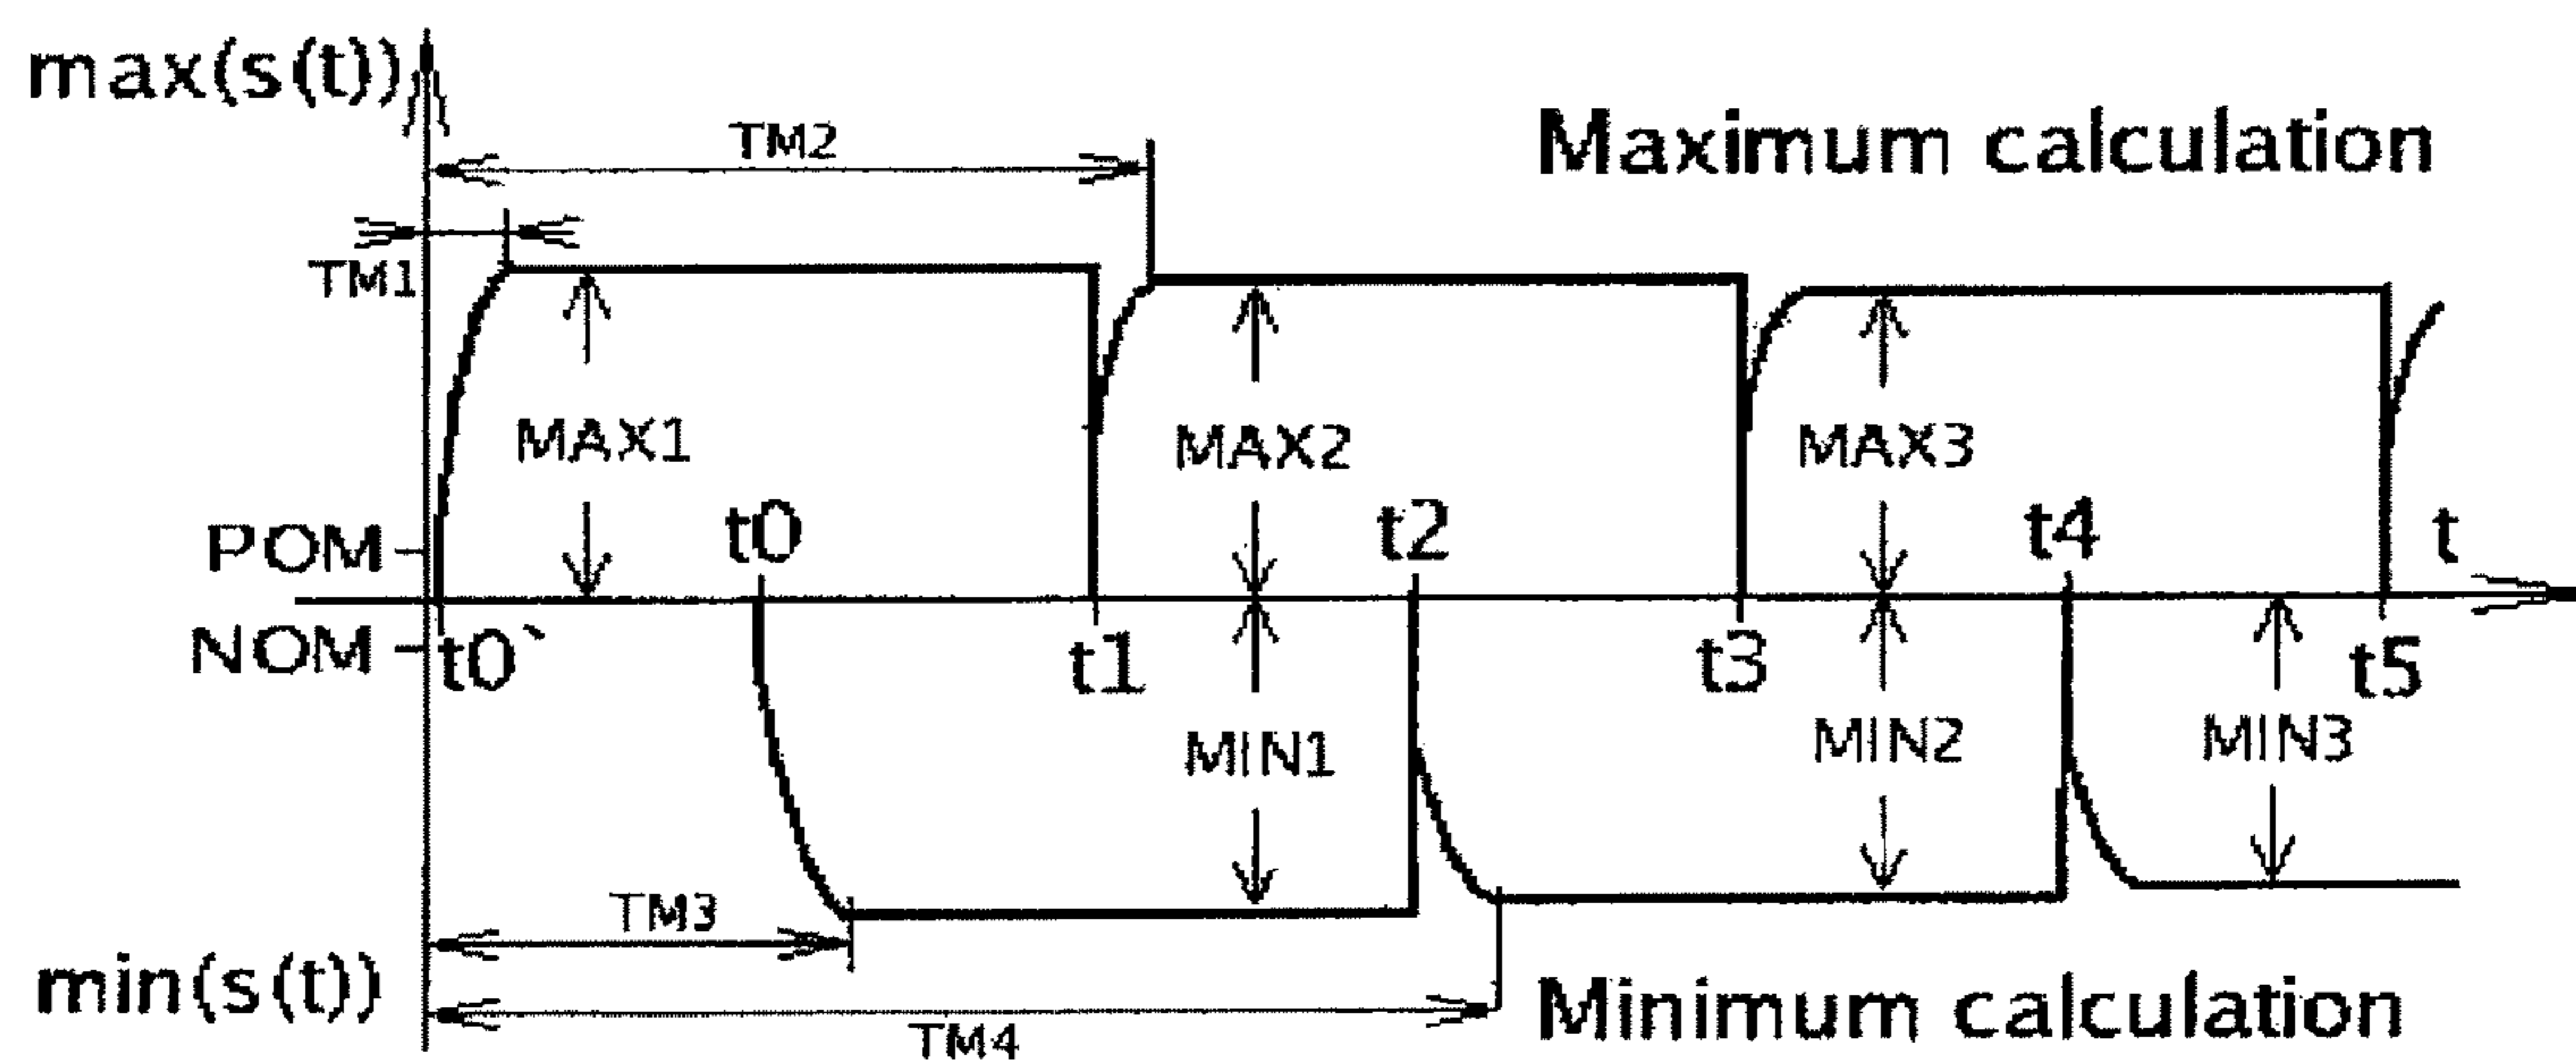 max(s(t))
TM2
Maximum calculation
TM1
MAX1
MAX2
MAX3
POM
t0
t2
t4
t
NOM
t0`
t1
t3
t5
MIN1
MIN2
MIN3
TM3
min(s(t))
Minimum calculation
TM4